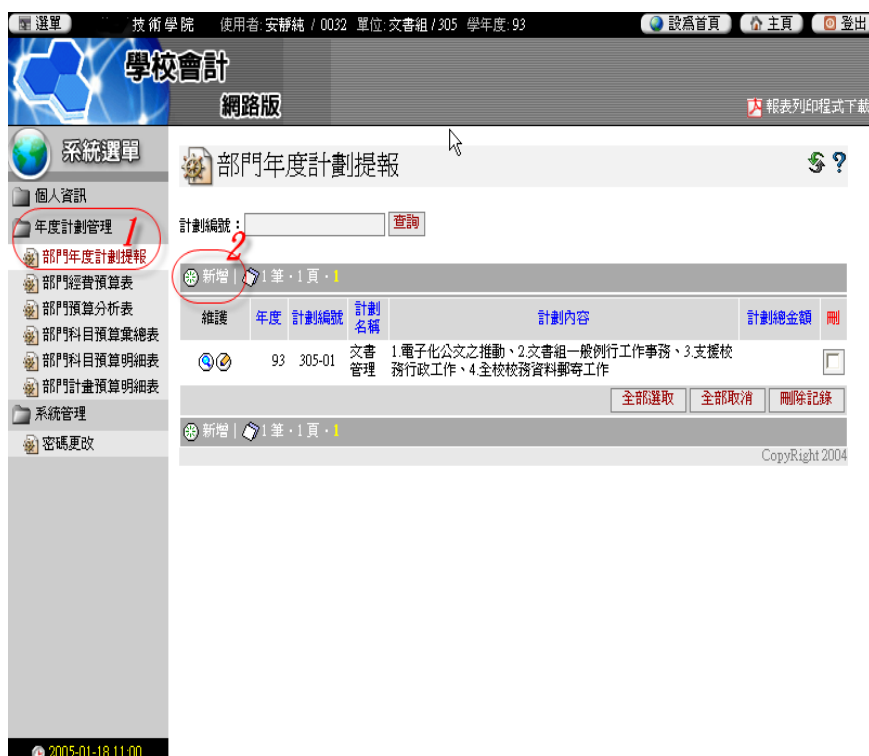 選單 技術學院 使用者:安靜純 / 0032 單位:文書組 / 305 學年度:93 設為首頁 主頁 登出
學校會計
網路版
報表列印程式下載
系統選單
個人資訊
年度計劃管理
1
部門年度計劃提報
部門經費預算表
部門預算分析表
部門科目預算彙總表
部門科目預算明細表
部門計畫預算明細表
系統管理
密碼更改
部門年度計劃提報
?
計劃編號: 查詢
2
新增 | 1 筆‧1 頁‧1
維護 年度 計劃編號 計劃名稱 計劃內容 計劃總金額 刪
93 305-01 文書管理 1.電子化公文之推動、2.文書組一般例行工作事務、3.支援校
務行政工作、4.全校校務資料郵寄工作
全部選取 全部取消 刪除記錄
新增 | 1 筆‧1 頁‧1
CopyRight 2004
2005-01-18 11:00